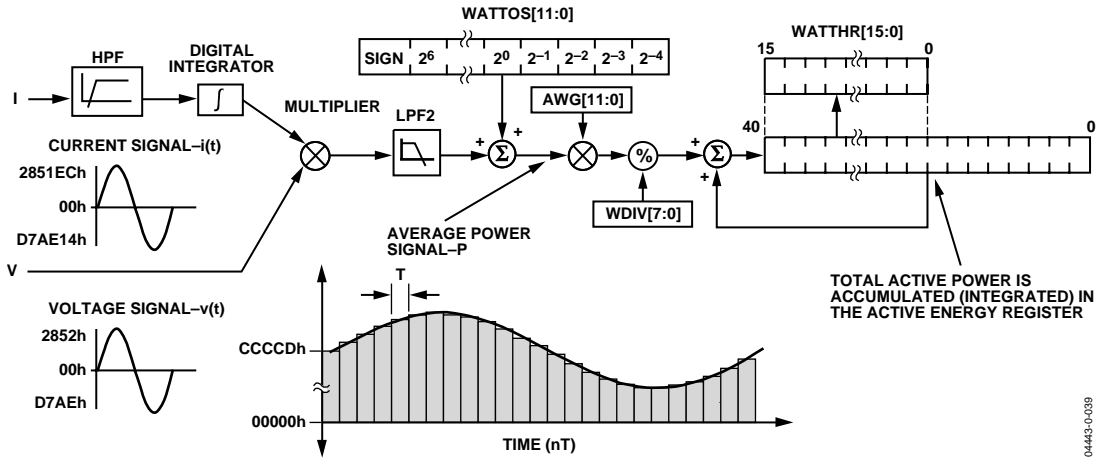 WATTOS[11:0]
SIGN 2⁶ 2⁰ 2⁻¹ 2⁻² 2⁻³ 2⁻⁴
WATTHR[15:0]
15 0
HPF
DIGITAL
INTEGRATOR
I
∫
MULTIPLIER
LPF2
AWG[11:0]
+ + Σ
%
+ + Σ
40 0
WDIV[7:0]
CURRENT SIGNAL–i(t)
2851ECh
00h
D7AE14h
V
AVERAGE POWER
SIGNAL–P
TOTAL ACTIVE POWER IS
ACCUMULATED (INTEGRATED) IN
THE ACTIVE ENERGY REGISTER
VOLTAGE SIGNAL–v(t)
2852h
00h
D7AEh
T
CCCCDh
00000h
TIME (nT)
04443-0-039